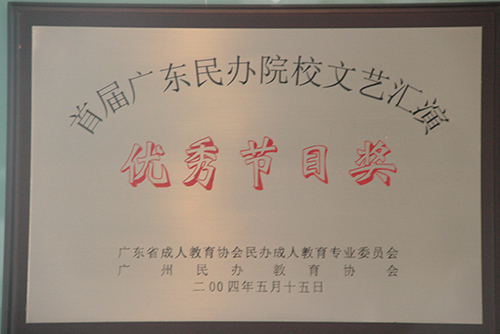 首届广东民办院校文艺汇演
优秀节目奖
广东省成人教育协会民办成人教育专业委员会
广州民办教育协会
二00四年五月十五日